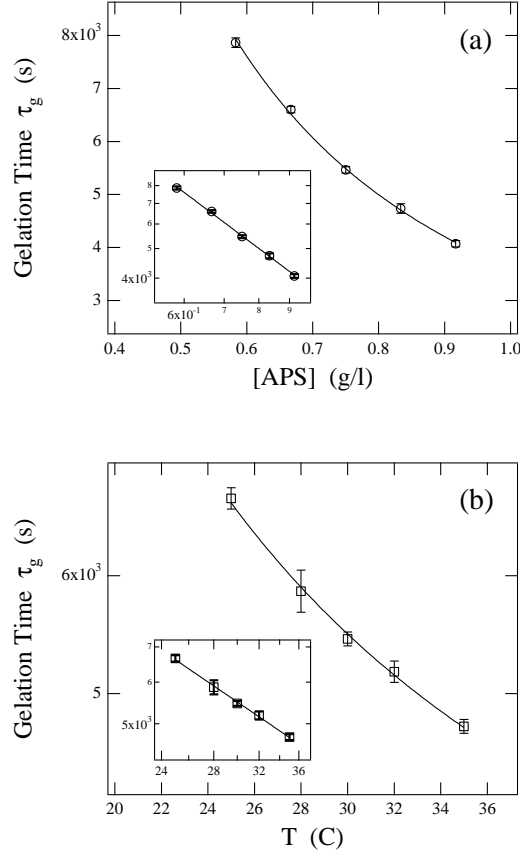 (a)
Gelation Time τg (s)
8x10³
7
6
5
4
3
8
7
6
5
4x10³
6x10⁻¹ 7 8 9
0.4 0.5 0.6 0.7 0.8 0.9 1.0
[APS] (g/l)
(b)
Gelation Time τg (s)
6x10³
5
7
6
5x10³
24 28 32 36
20 22 24 26 28 30 32 34 36
T (C)